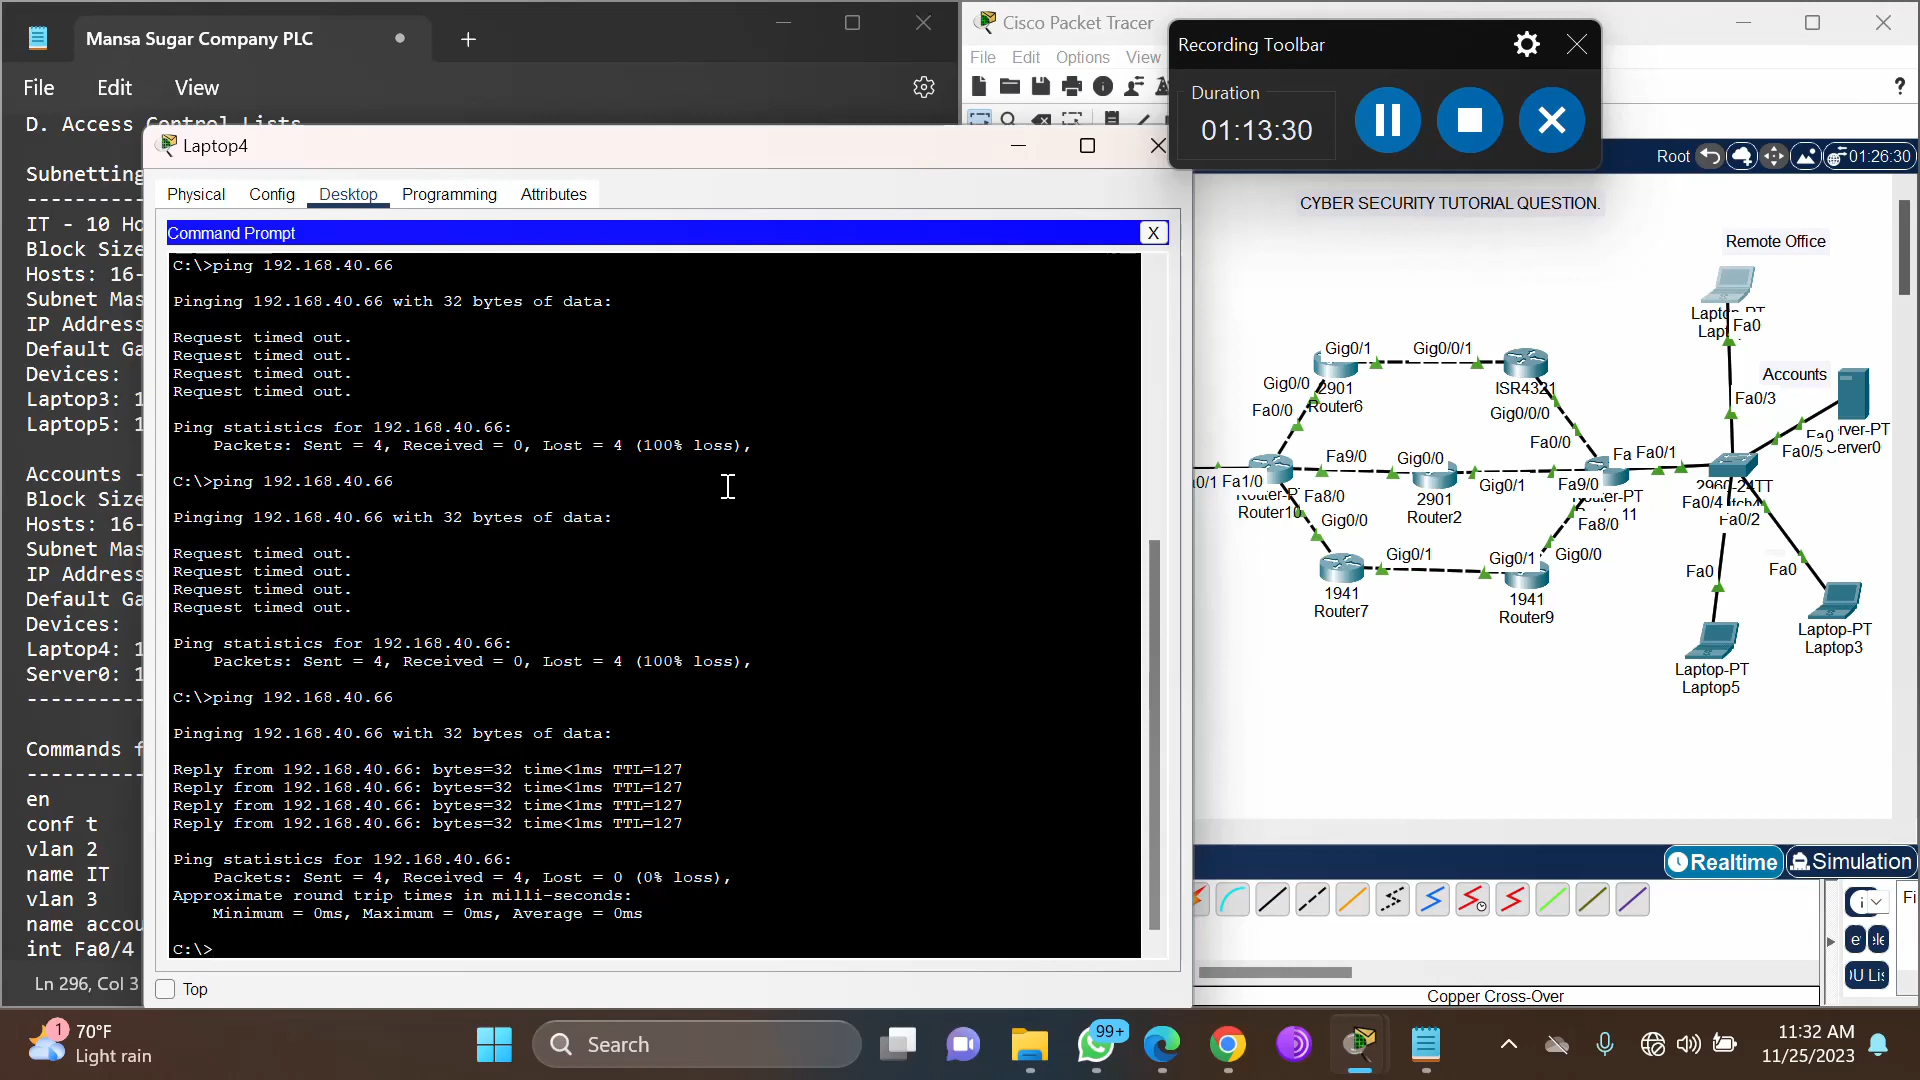 Mansa Sugar Company PLC
File Edit View
D. Access Control Lists
Subnetting
IT - 10 Ho
Block Size
Hosts: 16-
Subnet Mas
IP Address
Default Ga
Devices:
Laptop3: 1
Laptop5: 1
Accounts -
Block Size
Hosts: 16-
Subnet Mas
IP Address
Default Ga
Devices:
Laptop4: 1
Server0: 1
Commands f
en
conf t
vlan 2
name IT
vlan 3
name accou
int Fa0/4
Ln 296, Col 3
Laptop4
Physical Config Desktop Programming Attributes
Command Prompt X
C:\>ping 192.168.40.66
Pinging 192.168.40.66 with 32 bytes of data:
Request timed out.
Request timed out.
Request timed out.
Request timed out.
Ping statistics for 192.168.40.66:
Packets: Sent = 4, Received = 0, Lost = 4 (100% loss),
C:\>ping 192.168.40.66
Pinging 192.168.40.66 with 32 bytes of data:
Request timed out.
Request timed out.
Request timed out.
Request timed out.
Ping statistics for 192.168.40.66:
Packets: Sent = 4, Received = 0, Lost = 4 (100% loss),
C:\>ping 192.168.40.66
Pinging 192.168.40.66 with 32 bytes of data:
Reply from 192.168.40.66: bytes=32 time<1ms TTL=127
Reply from 192.168.40.66: bytes=32 time<1ms TTL=127
Reply from 192.168.40.66: bytes=32 time<1ms TTL=127
Reply from 192.168.40.66: bytes=32 time<1ms TTL=127
Ping statistics for 192.168.40.66:
Packets: Sent = 4, Received = 4, Lost = 0 (0% loss),
Approximate round trip times in milli-seconds:
Minimum = 0ms, Maximum = 0ms, Average = 0ms
C:\>
Top
Cisco Packet Tracer
File Edit Options View
?
Recording Toolbar
Duration
01:13:30
Root 01:26:30
CYBER SECURITY TUTORIAL QUESTION.
Remote Office
Fa0
Accounts
Fa0/3
Gig0/1 Gig0/0/1
Gig0/0 2901 ISR4321
Fa0/0 Router6 Gig0/0/0
Fa0/0
Fa0/5 Server0
Fa9/0 Gig0/0 Fa0/1
0/1 Fa1/0 Gig0/1 Fa9/0 2960-24TT
Fa8/0 2901 Fa0/4
Router10 Gig0/0 Router2 11 Fa0/2
Fa8/0
Gig0/1 Gig0/1 Gig0/0
Fa0 Fa0
1941 1941
Router7 Router9
Laptop-PT
Laptop3
Laptop-PT
Laptop5
Realtime Simulation
Fi
Copper Cross-Over
1 70°F
Light rain
Search
99+
11:32 AM
11/25/2023